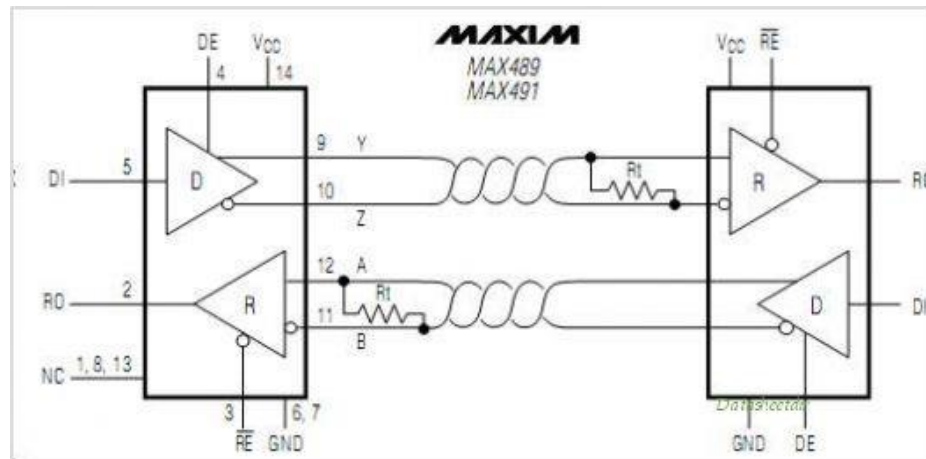 MAXIM
MAX489
MAX491
DE VCC VCC RE
4 14
9 Y
DI 5 D Rt R
10
Z
12 A
RO 2 R Rt D
11
B
NC 1, 8, 13
3 6, 7
RE GND GND DE